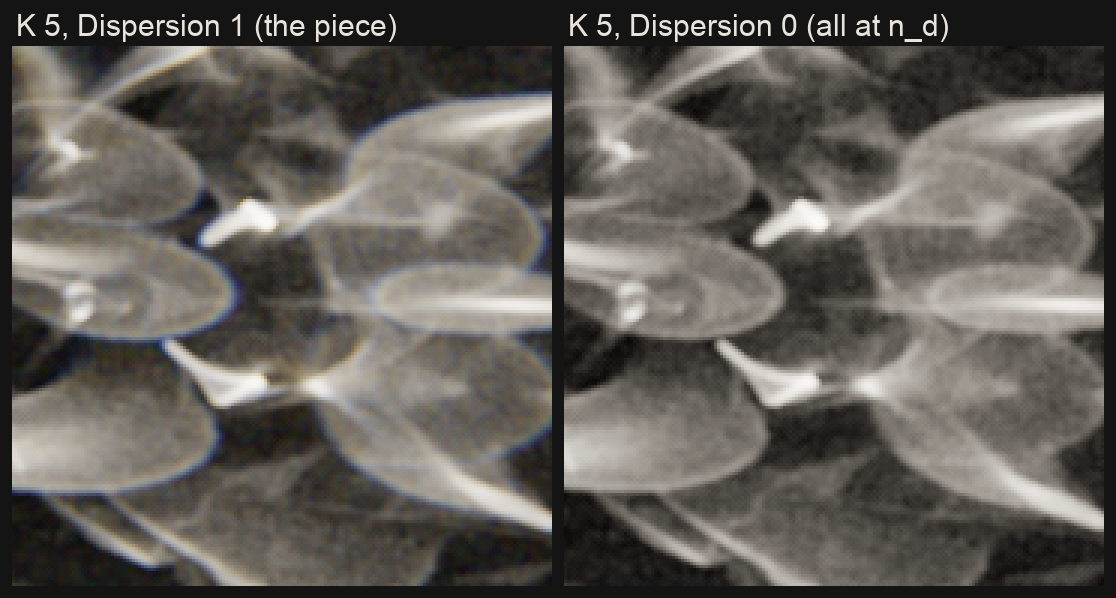 K 5, Dispersion 1 (the piece)
K 5, Dispersion 0 (all at n_d)